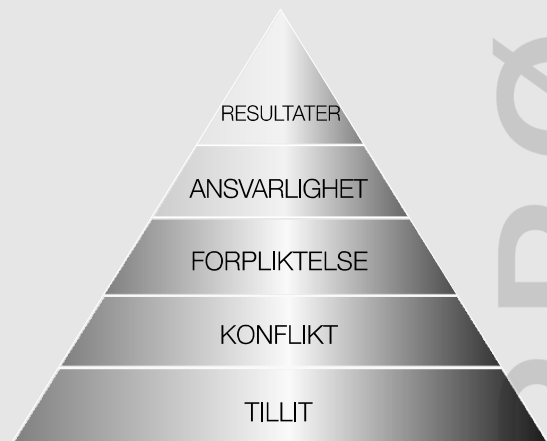 RESULTATER
ANSVARLIGHET
FORPLIKTELSE
KONFLIKT
TILLIT